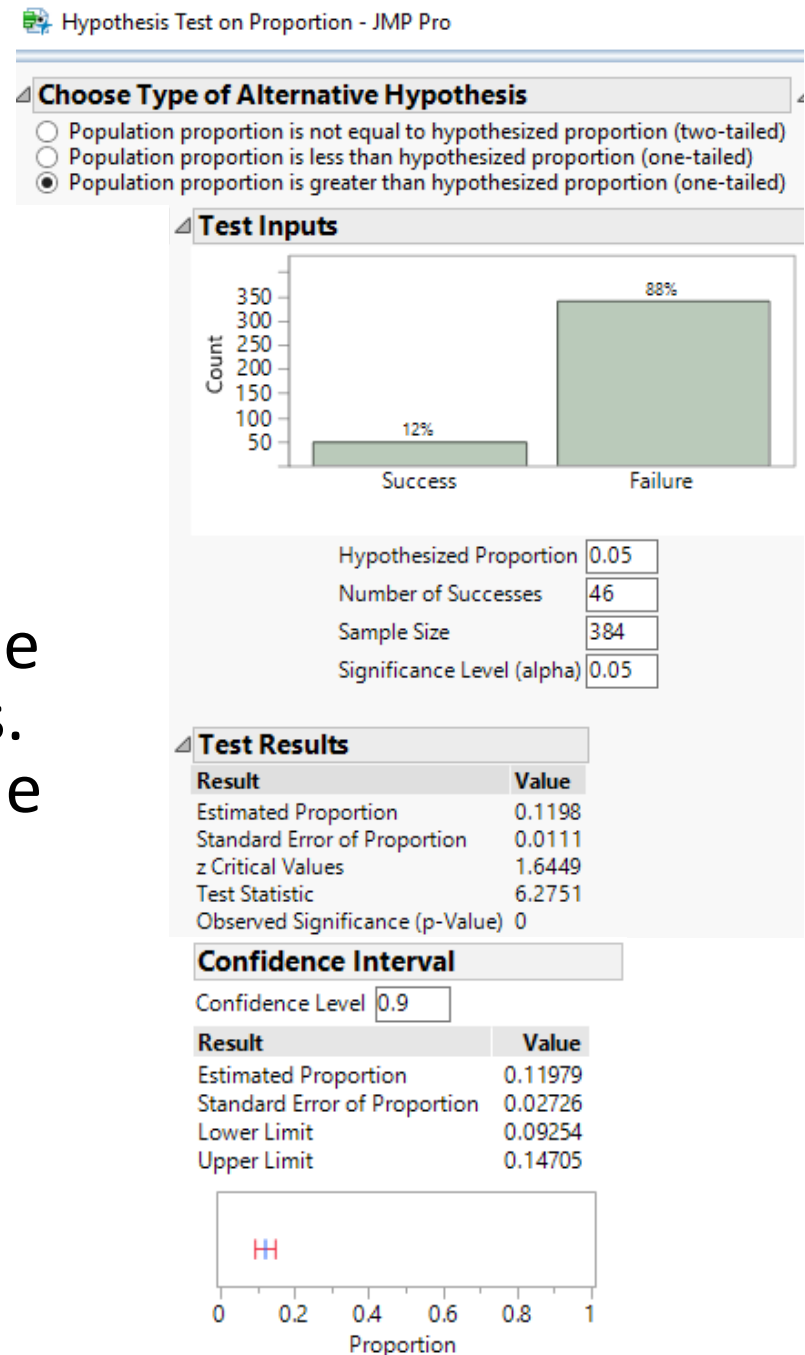 Hypothesis Test on Proportion - JMP Pro
Choose Type of Alternative Hypothesis
Population proportion is not equal to hypothesized proportion (two-tailed)
Population proportion is less than hypothesized proportion (one-tailed)
Population proportion is greater than hypothesized proportion (one-tailed)
Test Inputs
Count
350
300
250
200
150
100
50
12%
88%
Success Failure
Hypothesized Proportion 0.05
Number of Successes 46
Sample Size 384
Significance Level (alpha) 0.05
e
s.
e
Test Results
Result Value
Estimated Proportion 0.1198
Standard Error of Proportion 0.0111
z Critical Values 1.6449
Test Statistic 6.2751
Observed Significance (p-Value) 0
Confidence Interval
Confidence Level 0.9
Result Value
Estimated Proportion 0.11979
Standard Error of Proportion 0.02726
Lower Limit 0.09254
Upper Limit 0.14705
0 0.2 0.4 0.6 0.8 1
Proportion